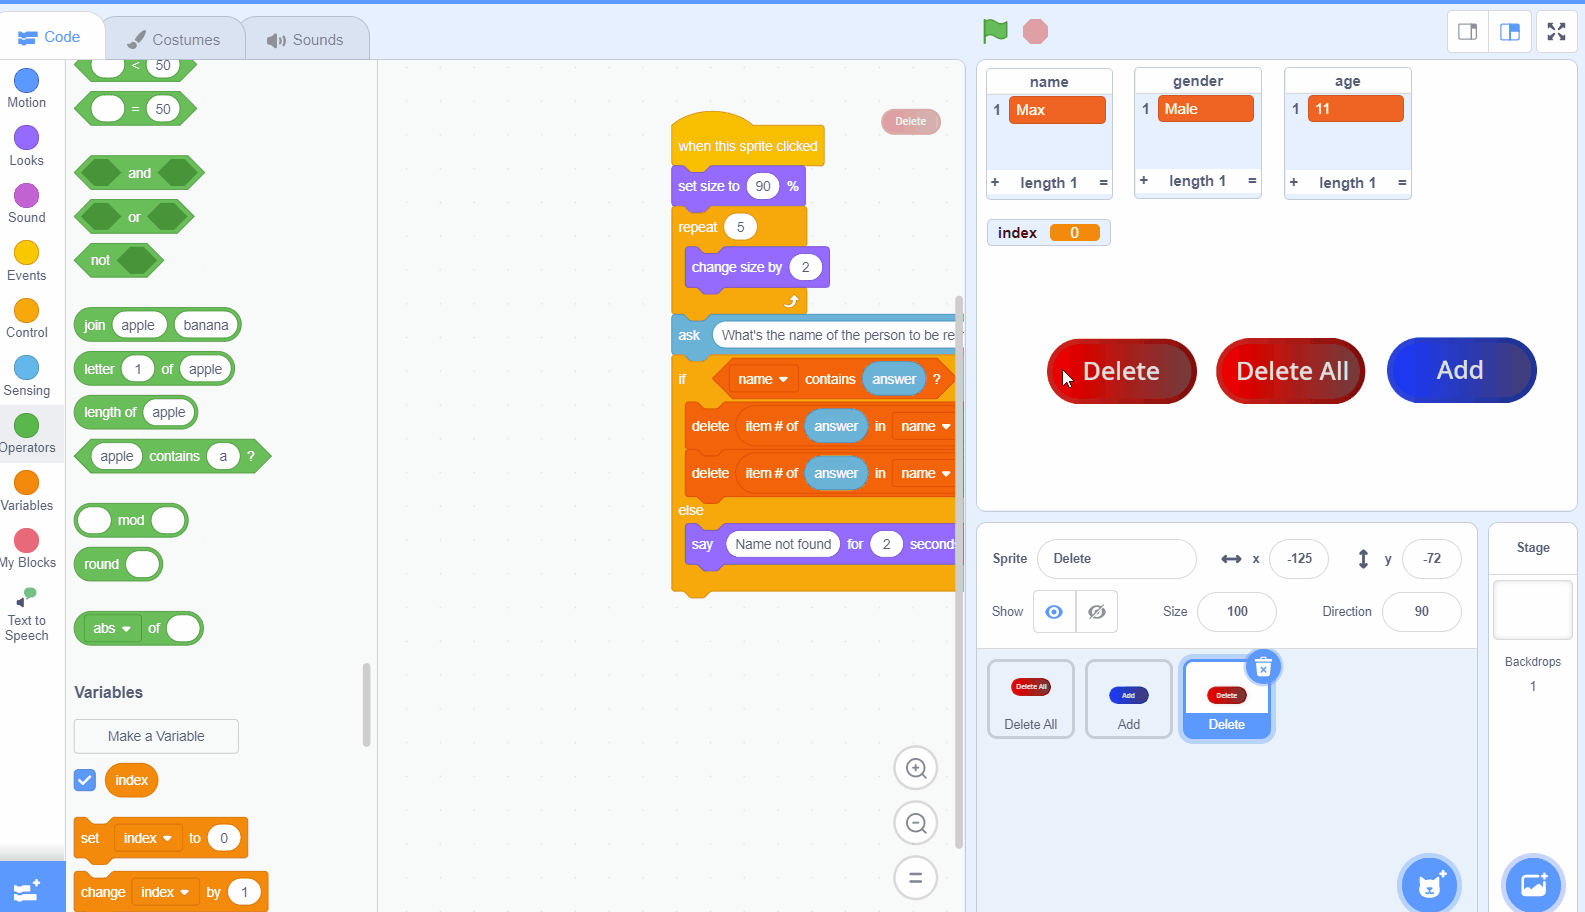 Code
Costumes
Sounds
Motion
Looks
Sound
Events
Control
Sensing
Operators
Variables
My Blocks
Text to
Speech
< 50
= 50
and
or
not
join apple banana
letter 1 of apple
length of apple
apple contains a ?
mod
round
abs of
Variables
Make a Variable
index
set index to 0
change index by 1
Delete
when this sprite clicked
set size to 90 %
repeat 5
change size by 2
ask What's the name of the person to be re
if name contains answer ?
delete item # of answer in name
delete item # of answer in name
else
say Name not found for 2 seconds
name
1 Max
+ length 1 =
gender
1 Male
+ length 1 =
age
1 11
+ length 1 =
index 0
Delete
Delete All
Add
Sprite Delete x -125 y -72
Show Size 100 Direction 90
Delete All
Delete All
Add
Add
Delete
Delete
Stage
Backdrops
1